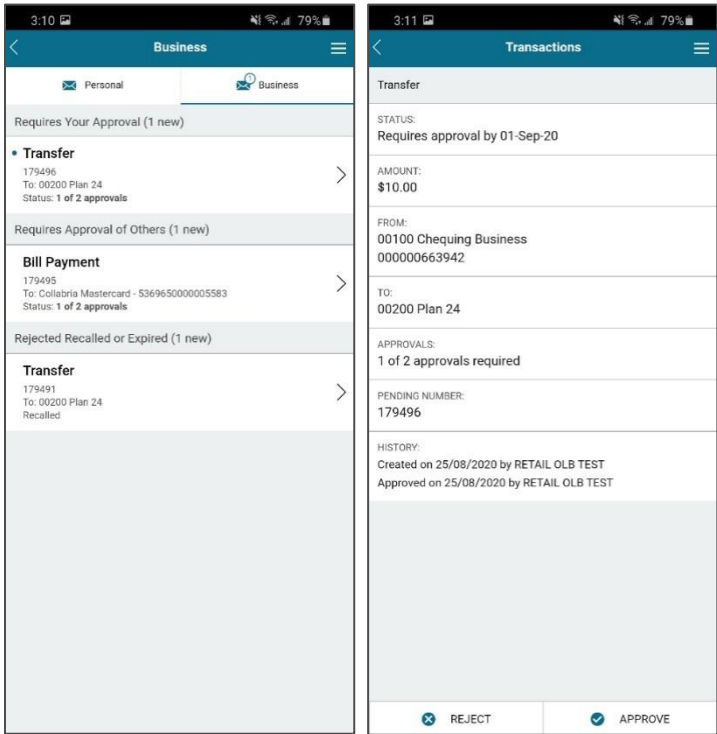 3:10
79%
Business
Personal
1
Business
Requires Your Approval (1 new)
Transfer
179496
To: 00200 Plan 24
Status: 1 of 2 approvals
Requires Approval of Others (1 new)
Bill Payment
179495
To: Collabria Mastercard - 5369650000005583
Status: 1 of 2 approvals
Rejected Recalled or Expired (1 new)
Transfer
179491
To: 00200 Plan 24
Recalled
3:11
79%
Transactions
Transfer
STATUS:
Requires approval by 01-Sep-20
AMOUNT:
$10.00
FROM:
00100 Chequing Business
000000663942
TO:
00200 Plan 24
APPROVALS:
1 of 2 approvals required
PENDING NUMBER:
179496
HISTORY:
Created on 25/08/2020 by RETAIL OLB TEST
Approved on 25/08/2020 by RETAIL OLB TEST
REJECT
APPROVE